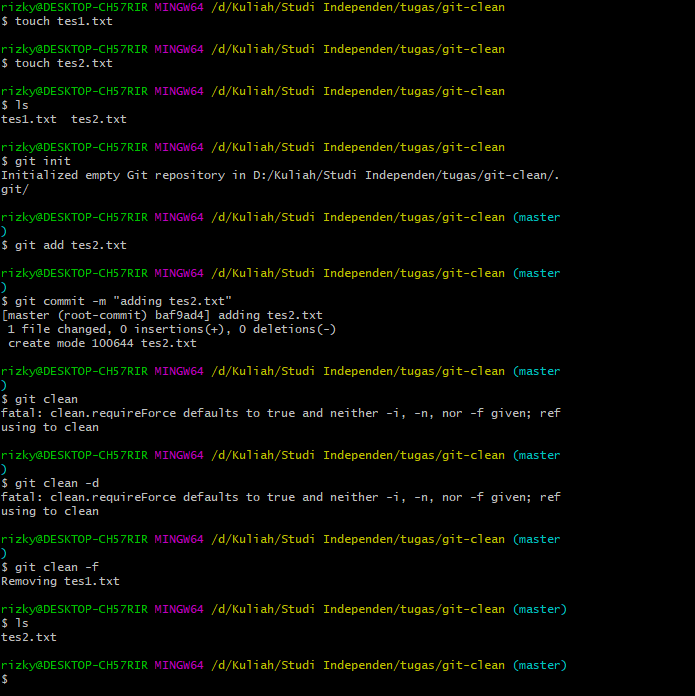 rizky@DESKTOP-CH57RIR MINGW64 /d/Kuliah/Studi Independen/tugas/git-clean
$ touch tes1.txt
rizky@DESKTOP-CH57RIR MINGW64 /d/Kuliah/Studi Independen/tugas/git-clean
$ touch tes2.txt
rizky@DESKTOP-CH57RIR MINGW64 /d/Kuliah/Studi Independen/tugas/git-clean
$ ls
tes1.txt  tes2.txt
rizky@DESKTOP-CH57RIR MINGW64 /d/Kuliah/Studi Independen/tugas/git-clean
$ git init
Initialized empty Git repository in D:/Kuliah/Studi Independen/tugas/git-clean/.
git/
rizky@DESKTOP-CH57RIR MINGW64 /d/Kuliah/Studi Independen/tugas/git-clean (master
)
$ git add tes2.txt
rizky@DESKTOP-CH57RIR MINGW64 /d/Kuliah/Studi Independen/tugas/git-clean (master
)
$ git commit -m "adding tes2.txt"
[master (root-commit) baf9ad4] adding tes2.txt
 1 file changed, 0 insertions(+), 0 deletions(-)
 create mode 100644 tes2.txt
rizky@DESKTOP-CH57RIR MINGW64 /d/Kuliah/Studi Independen/tugas/git-clean (master
)
$ git clean
fatal: clean.requireForce defaults to true and neither -i, -n, nor -f given; ref
using to clean
rizky@DESKTOP-CH57RIR MINGW64 /d/Kuliah/Studi Independen/tugas/git-clean (master
)
$ git clean -d
fatal: clean.requireForce defaults to true and neither -i, -n, nor -f given; ref
using to clean
rizky@DESKTOP-CH57RIR MINGW64 /d/Kuliah/Studi Independen/tugas/git-clean (master
)
$ git clean -f
Removing tes1.txt
rizky@DESKTOP-CH57RIR MINGW64 /d/Kuliah/Studi Independen/tugas/git-clean (master)
$ ls
tes2.txt
rizky@DESKTOP-CH57RIR MINGW64 /d/Kuliah/Studi Independen/tugas/git-clean (master)
$